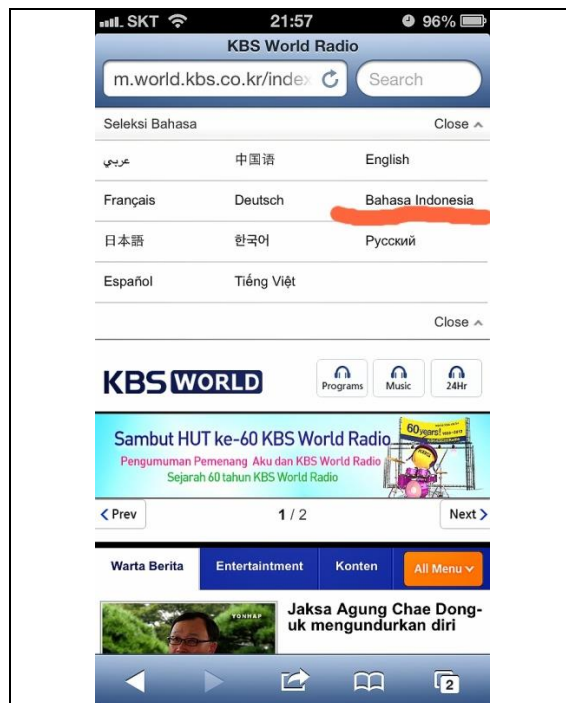 SKT 21:57 96%
KBS World Radio
m.world.kbs.co.kr/index Search
Seleksi Bahasa Close
عربي 中国语 English
Français Deutsch Bahasa Indonesia
日本語 한국어 Русский
Español Tiếng Việt
Close
KBS WORLD
Programs Music 24Hr
Sambut HUT ke-60 KBS World Radio
60 years!
Pengumuman Pemenang Aku dan KBS World Radio
Sejarah 60 tahun KBS World Radio
Prev 1 / 2 Next
Warta Berita Entertaintment Konten All Menu
YONHAP
Jaksa Agung Chae Dong-
uk mengundurkan diri
2